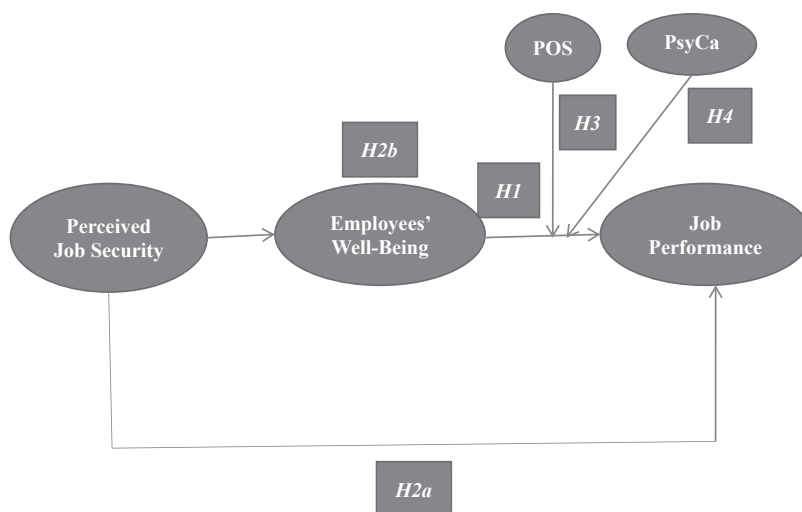 POS
PsyCa
H3
H4
H2b
H1
Perceived
Job Security
Employees'
Well-Being
Job
Performance
H2a